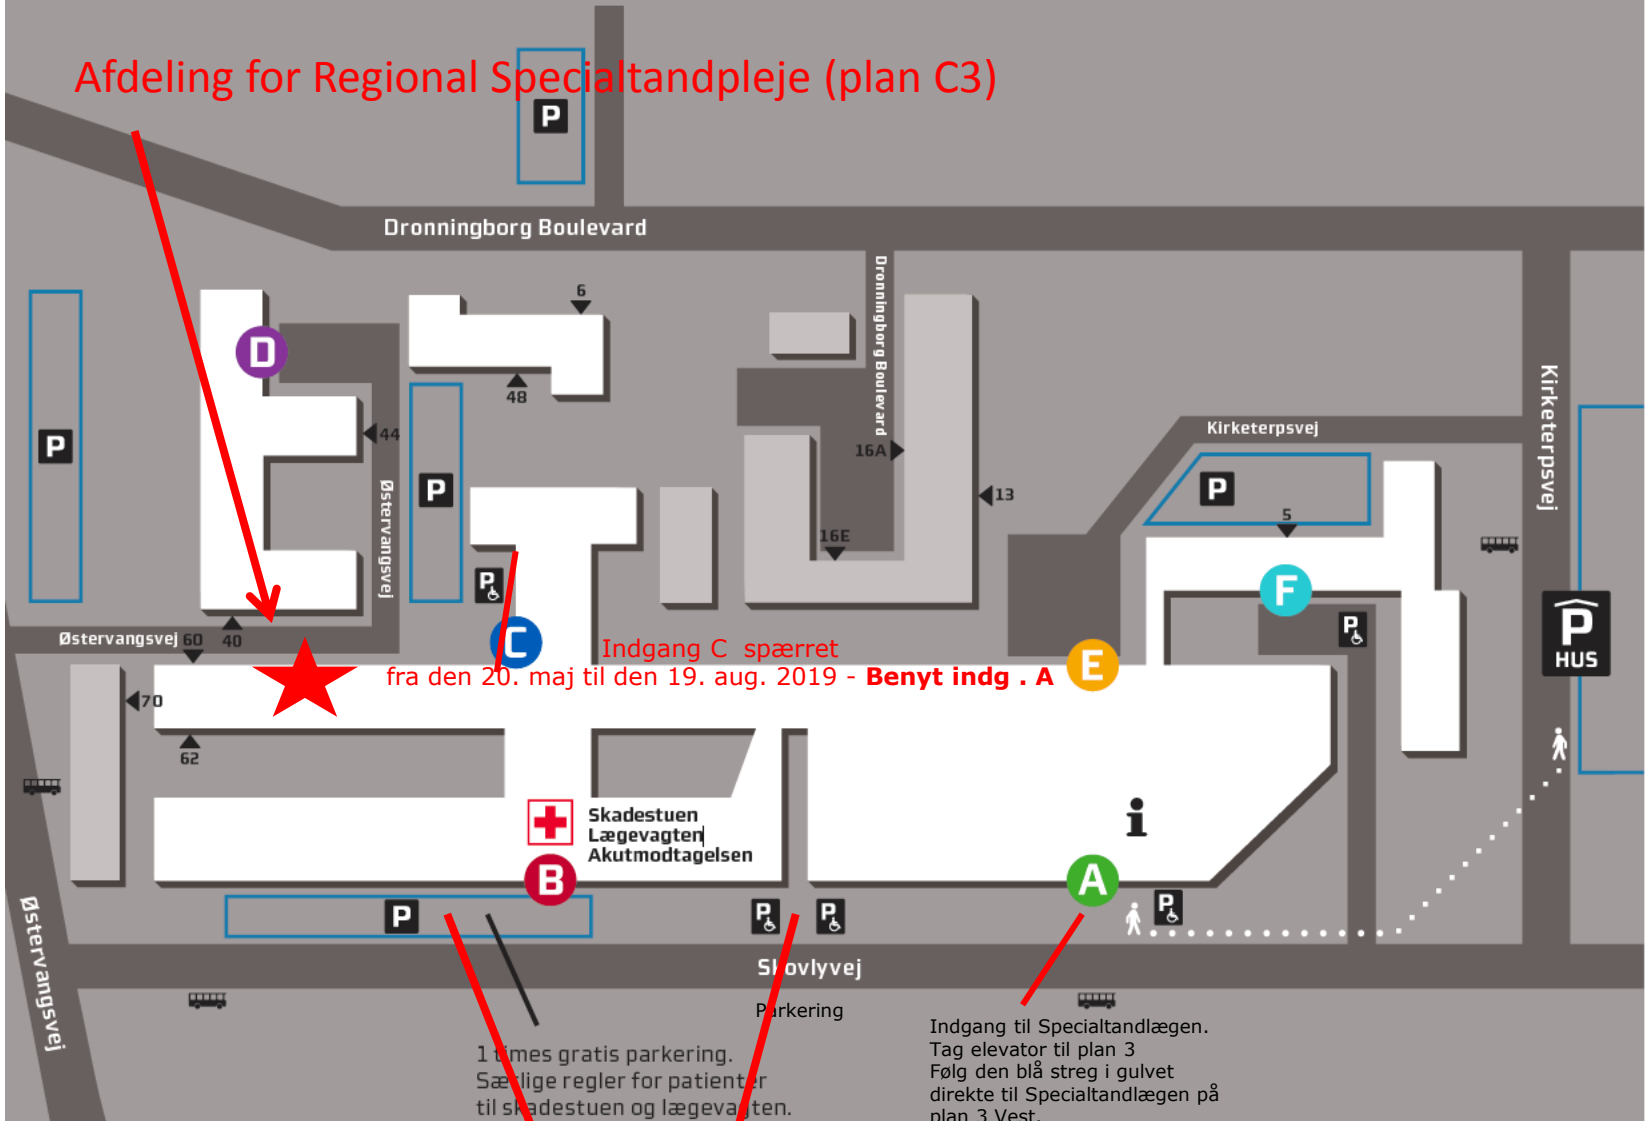 Afdeling for Regional Specialtandpleje (plan C3)
P
Dronningborg Boulevard
Dronningborg Boulevard
6
D
48
44
P
P
Østervangsvej
16A
13
16E
Kirketerpsvej
Kirketerpsvej
P
5
F
P
P
HUS
P
C
Østervangsvej
60
40
Indgang C spærret
fra den 20. maj til den 19. aug. 2019 - Benyt indg . A
E
70
62
Skadestuen
Lægevagten
Akutmodtagelsen
i
B
A
P
P
P
P
Østervangsvej
Skovlyvej
Parkering
1 times gratis parkering.
Særlige regler for patienter
til skadestuen og lægevagten.
Indgang til Specialtandlægen.
Tag elevator til plan 3
Følg den blå streg i gulvet
direkte til Specialtandlægen på
plan 3 Vest.